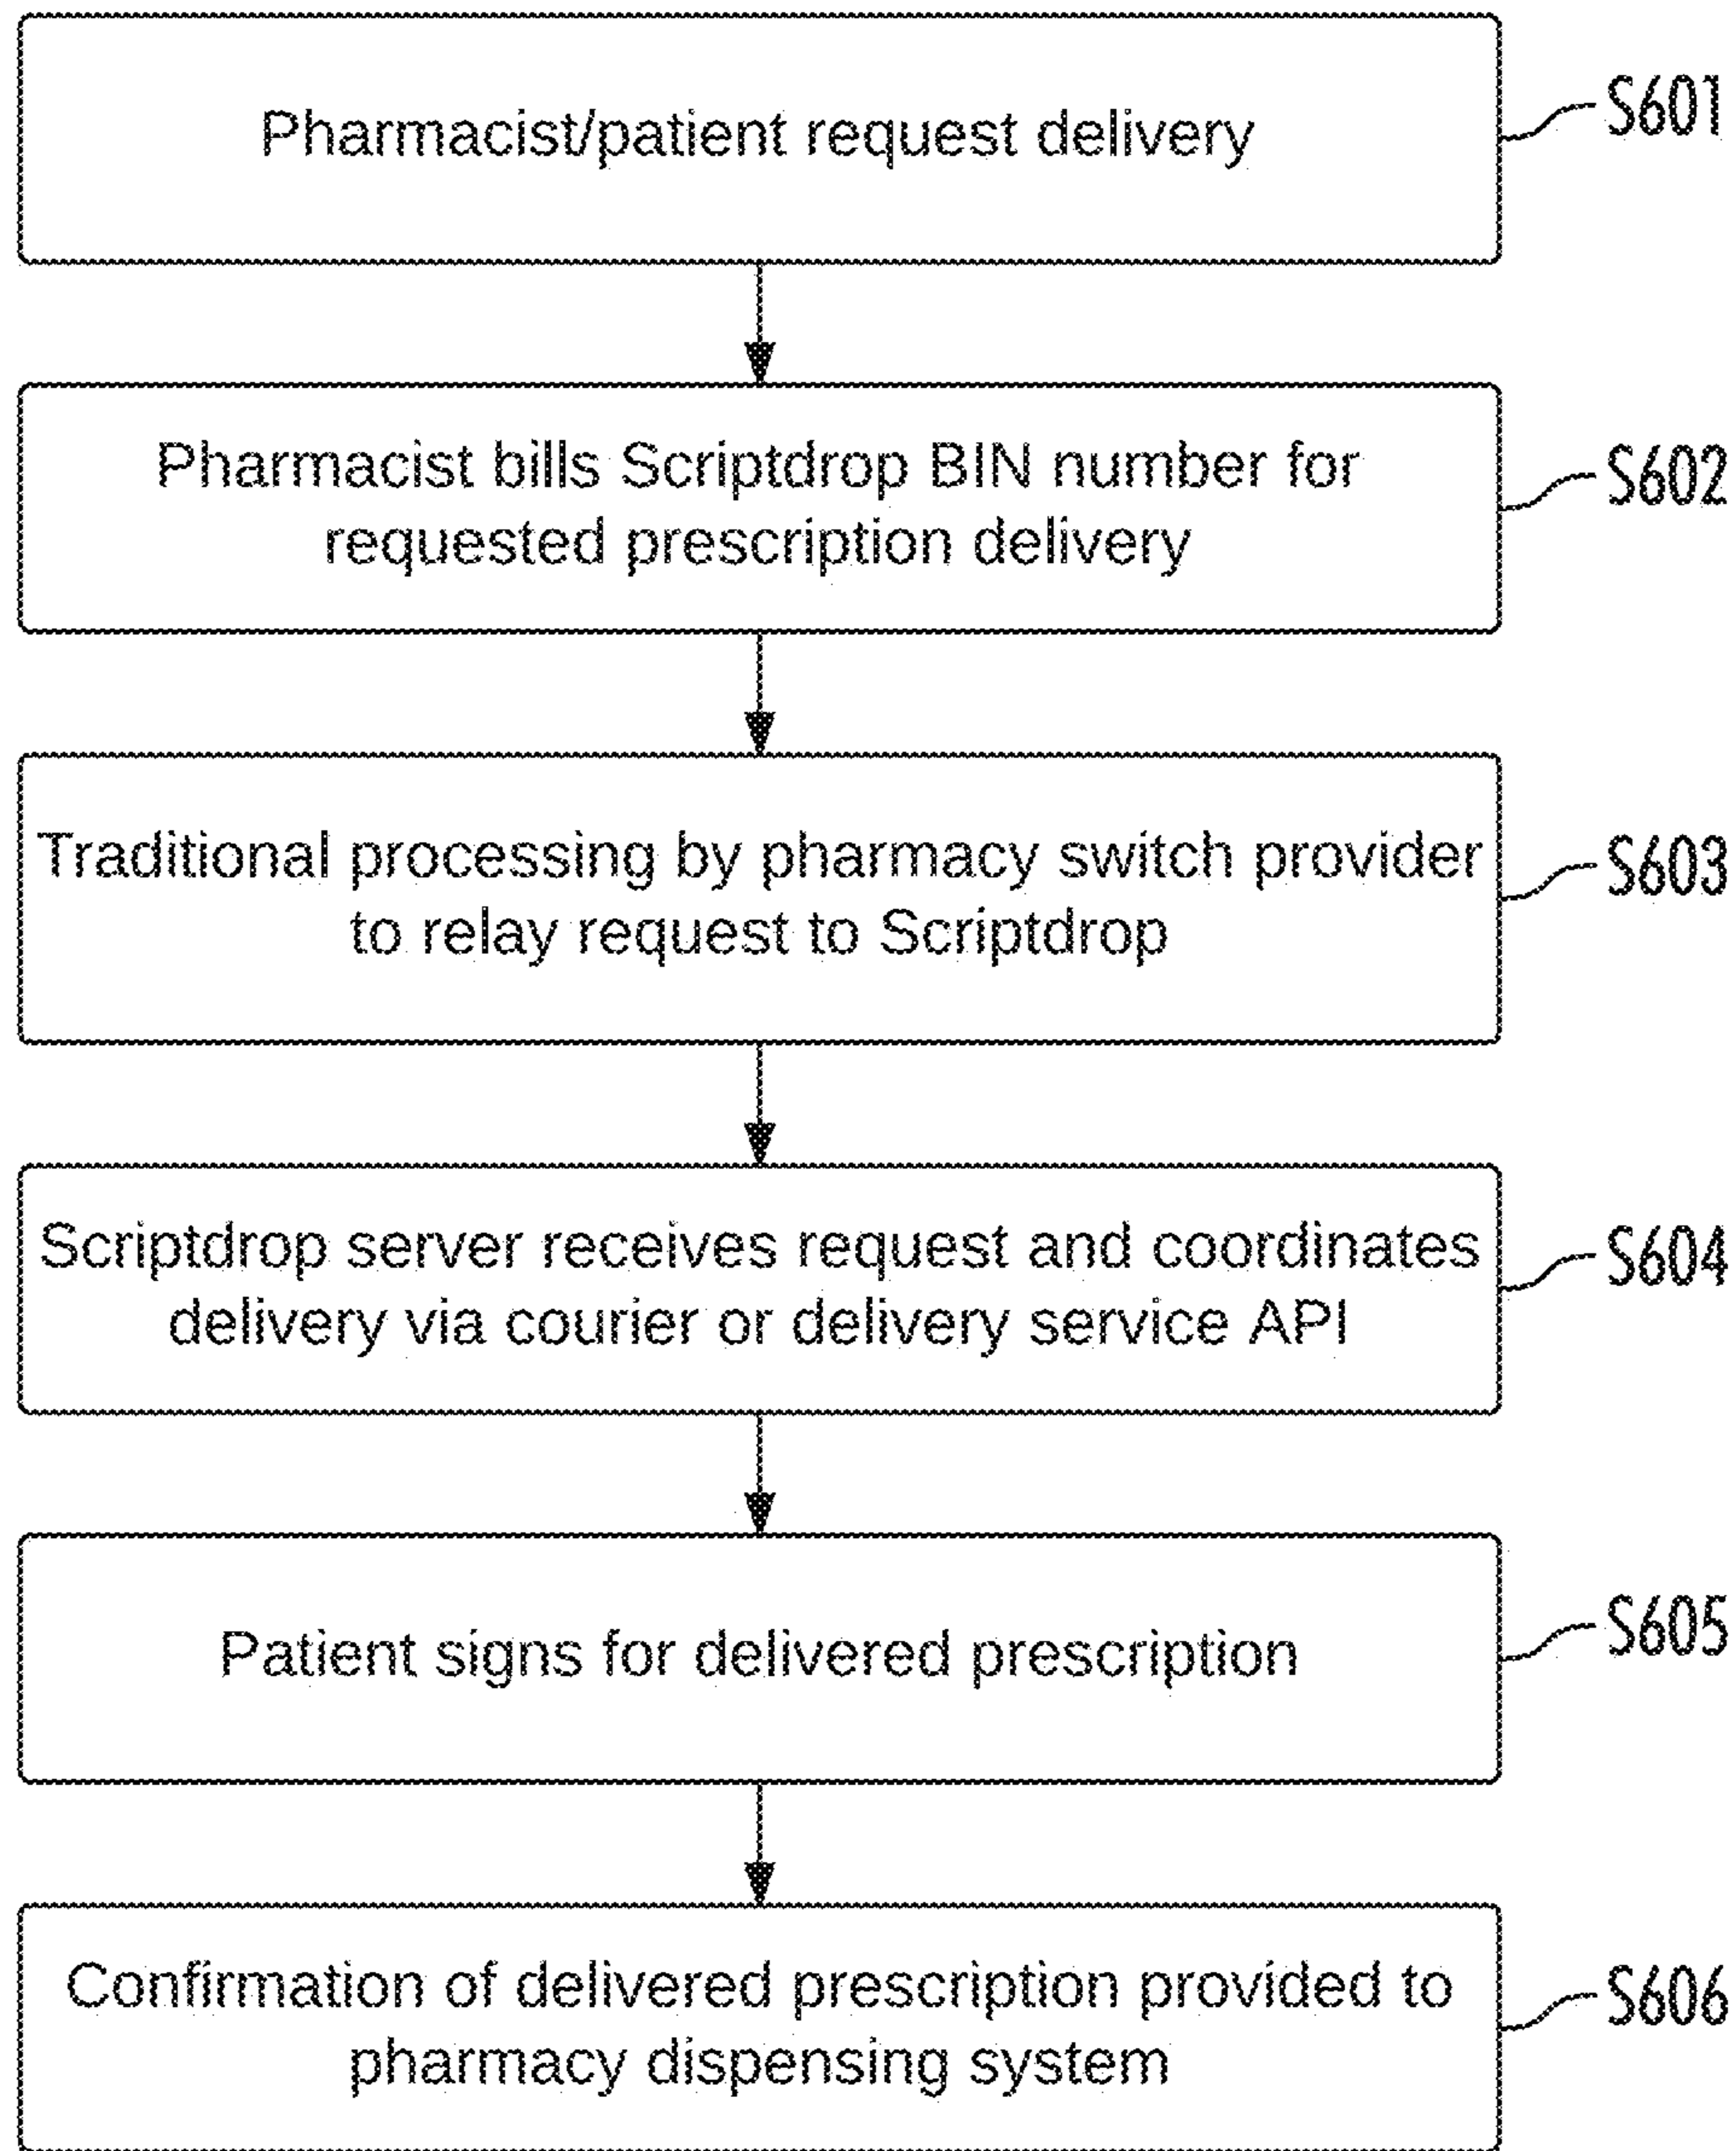 Pharmacist/patient request delivery
S601
Pharmacist bills Scriptdrop BIN number for
requested prescription delivery
S602
Traditional processing by pharmacy switch provider
to relay request to Scriptdrop
S603
Scriptdrop server receives request and coordinates
delivery via courier or delivery service API
S604
Patient signs for delivered prescription
S605
Confirmation of delivered prescription provided to
pharmacy dispensing system
S606